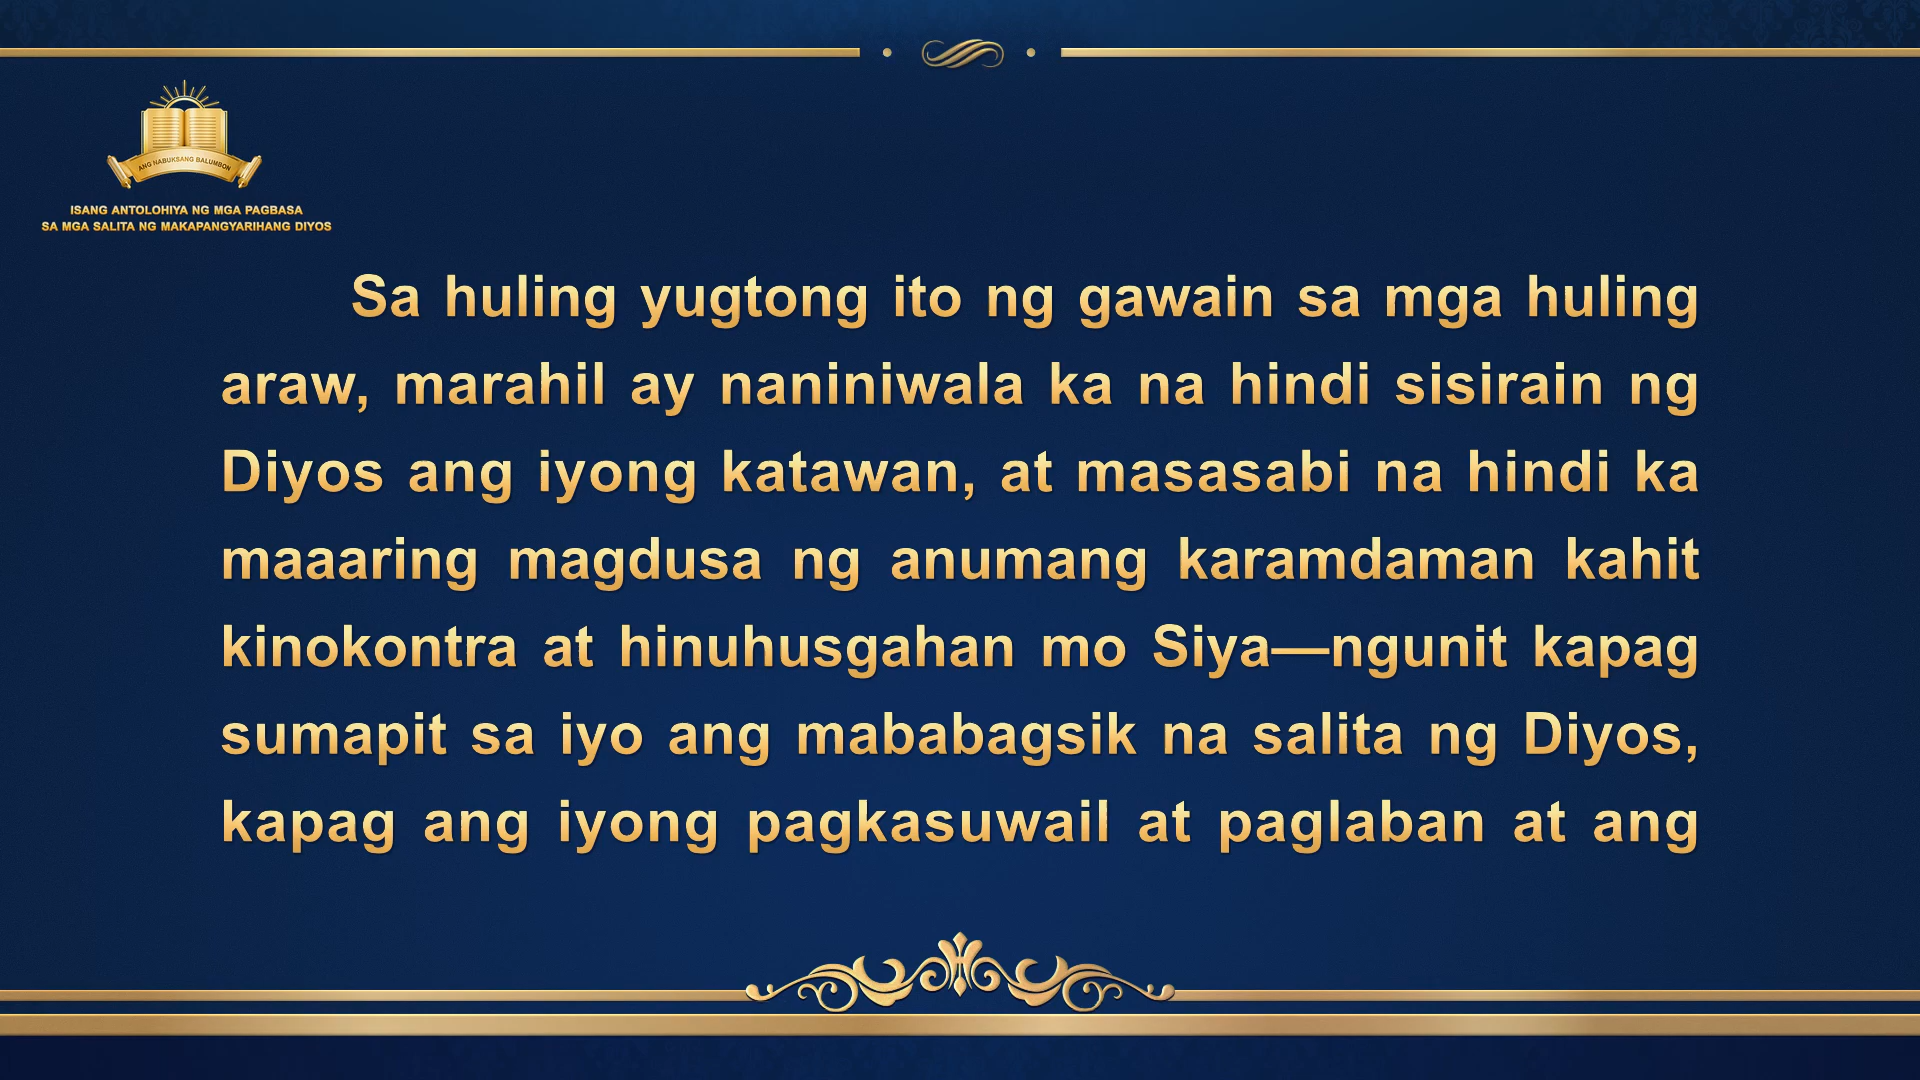 ANG NABUKSANG BALUMBON
ISANG ANTOLOHIYA NG MGA PAGBASA
SA MGA SALITA NG MAKAPANGYARIHANG DIYOS
Sa huling yugtong ito ng gawain sa mga huling
araw, marahil ay naniniwala ka na hindi sisirain ng
Diyos ang iyong katawan, at masasabi na hindi ka
maaaring magdusa ng anumang karamdaman kahit
kinokontra at hinuhusgahan mo Siya—ngunit kapag
sumapit sa iyo ang mababagsik na salita ng Diyos,
kapag ang iyong pagkasuwail at paglaban at ang